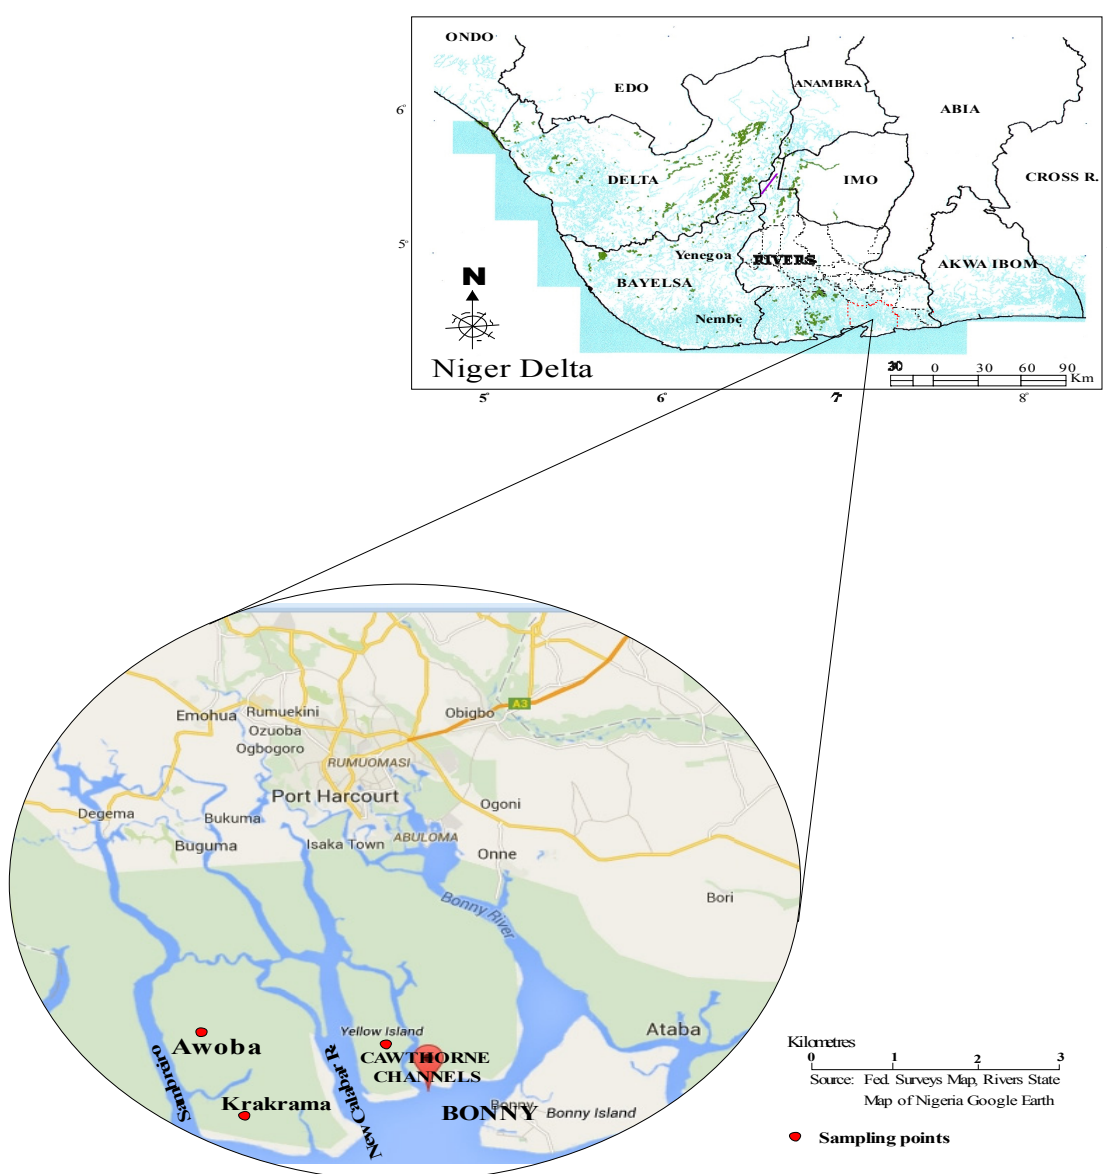 ONDO
EDO
ANAMBRA
ABIA
6°
DELTA
IMO
CROSS R.
5°
Yenegoa
RIVERS
AKWA IBOM
BAYELSA
N
Nembe
Niger Delta
30 0 30 60 90
Km
5° 6° 7° 8°
A3
Emohua
Rumuekini
Obigbo
Ozuoba
Ogbogoro
RUMUOMASI
Port Harcourt
Ogoni
Degema
Bukuma
ABULOMA
Buguma
Isaka Town
Onne
Bori
Bonny River
Yellow Island
Ataba
Awoba
CAWTHORNE
CHANNELS
Sambraro
New Calabar R.
Krakrama
BONNY
Bonny
Bonny Island
Kilometres
0 1 2 3
Source: Fed. Surveys Map, Rivers State
Map of Nigeria Google Earth
Sampling points